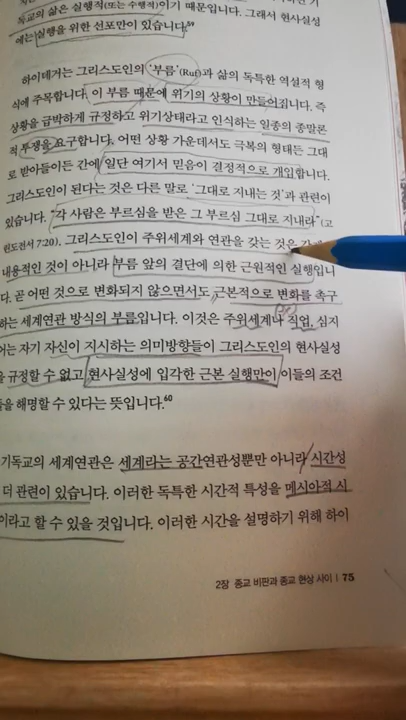 독교의 삶은 실행적(또는 수행적)이기 때문입니다. 그래서 현사실성
에는 실행을 위한 선포만이 있습니다.59
하이데거는 그리스도인의 '부름'(Ruf)과 삶의 독특한 역설적 형
식에 주목합니다. 이 부름 때문에 위기의 상황이 만들어집니다. 즉
상황을 급박하게 규정하고 위기상태라고 인식하는 일종의 종말론
적 투쟁을 요구합니다. 어떤 상황 가운데서도 극복의 형태는 그대
로 받아들이든 간에 일단 여기서 믿음이 결정적으로 개입합니다.
그리스도인이 된다는 것은 다른 말로 '그대로 지내는 것'과 관련이
있습니다. "각 사람은 부르심을 받은 그 부르심 그대로 지내라"(고
린도전서 7:20). 그리스도인이 주위세계와 연관을 갖는 것은
내용적인 것이 아니라 부름 앞의 결단에 의한 근원적인 실행입니
다. 곧 어떤 것으로 변화되지 않으면서도 근본적으로 변화를 촉구
하는 세계연관 방식의 부름입니다. 이것은 주위세계나 직업, 심지
어는 자기 자신이 지시하는 의미방향들이 그리스도인의 현사실성
을 규정할 수 없고 현사실성에 입각한 근본 실행만이 이들의 조건
들을 해명할 수 있다는 뜻입니다.60
기독교의 세계연관은 세계라는 공간연관성뿐만 아니라 시간성
더 관련이 있습니다. 이러한 독특한 시간적 특성을 메시아적 시
이라고 할 수 있을 것입니다. 이러한 시간을 설명하기 위해 하이
2장 종교 비판과 종교 현상 사이 | 75